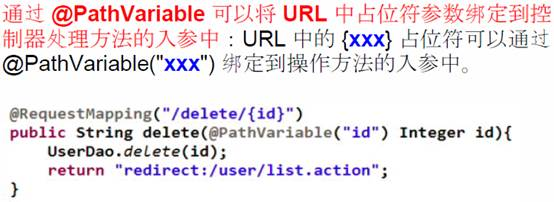 通过 @PathVariable 可以将 URL 中占位符参数绑定到控
制器处理方法的入参中：URL 中的 {xxx} 占位符可以通过
@PathVariable("xxx") 绑定到操作方法的入参中。
@RequestMapping("/delete/{id}")
public String delete(@PathVariable("id") Integer id){
    UserDao.delete(id);
    return "redirect:/user/list.action";
}